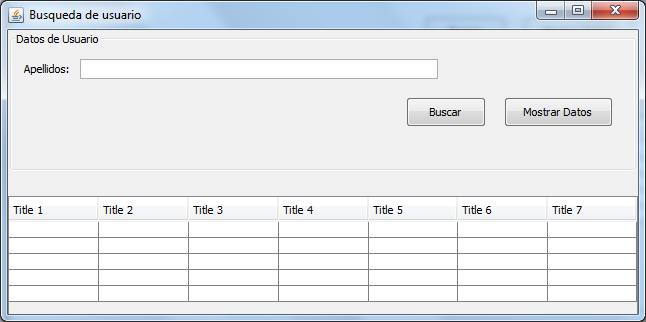 Busqueda de usuario
Datos de Usuario
Apellidos:
Buscar Mostrar Datos
Title 1 Title 2 Title 3 Title 4 Title 5 Title 6 Title 7